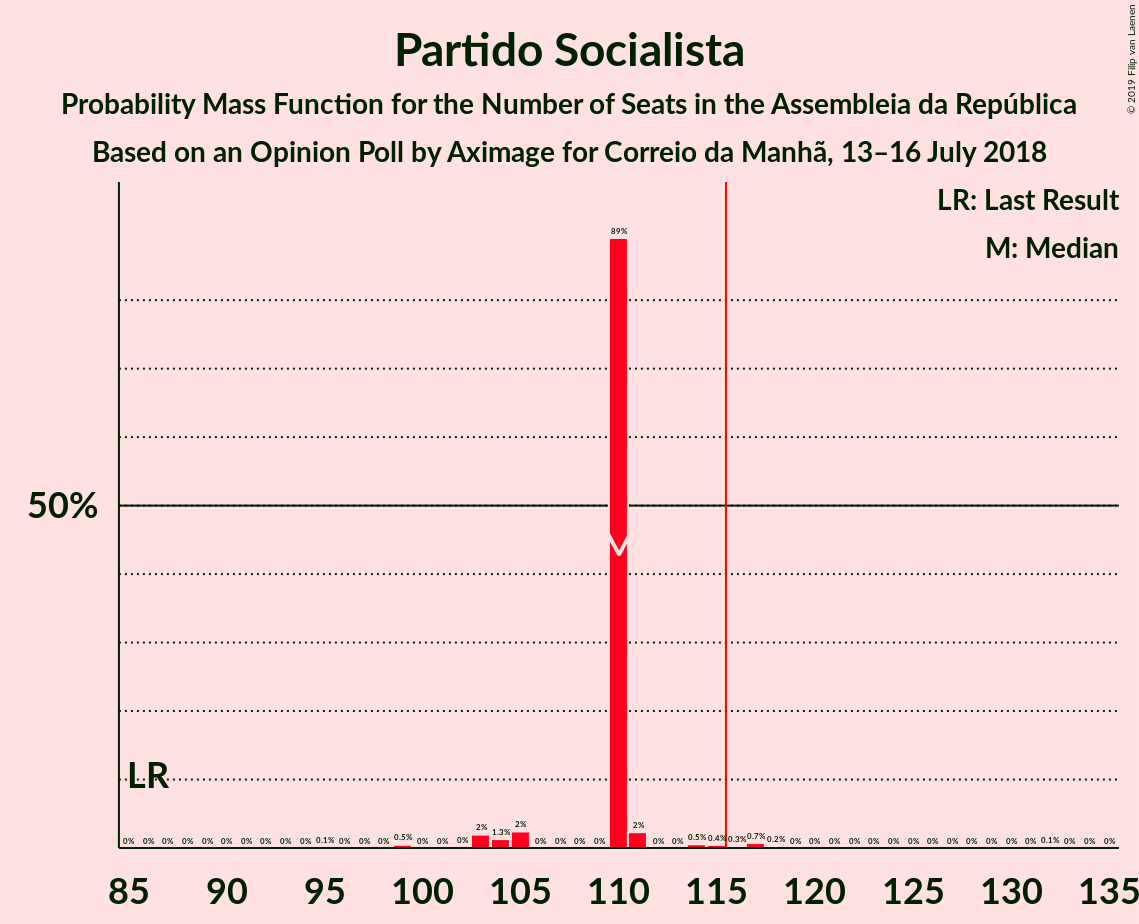 © 2019 Filip van Laenen
Partido Socialista
Probability Mass Function for the Number of Seats in the Assembleia da República
Based on an Opinion Poll by Aximage for Correio da Manhã, 13–16 July 2018
LR: Last Result
M: Median
89%
50%
M
LR
0% 0% 0% 0% 0% 0% 0% 0% 0% 0% 0.1% 0% 0% 0% 0.5% 0% 0% 0% 2% 1.3% 2% 0% 0% 0% 0% 2% 0% 0% 0.5% 0.4% 0.3% 0.7% 0.2% 0% 0% 0% 0% 0% 0% 0% 0% 0% 0% 0% 0% 0% 0% 0.1% 0% 0% 0%
85 90 95 100 105 110 115 120 125 130 135